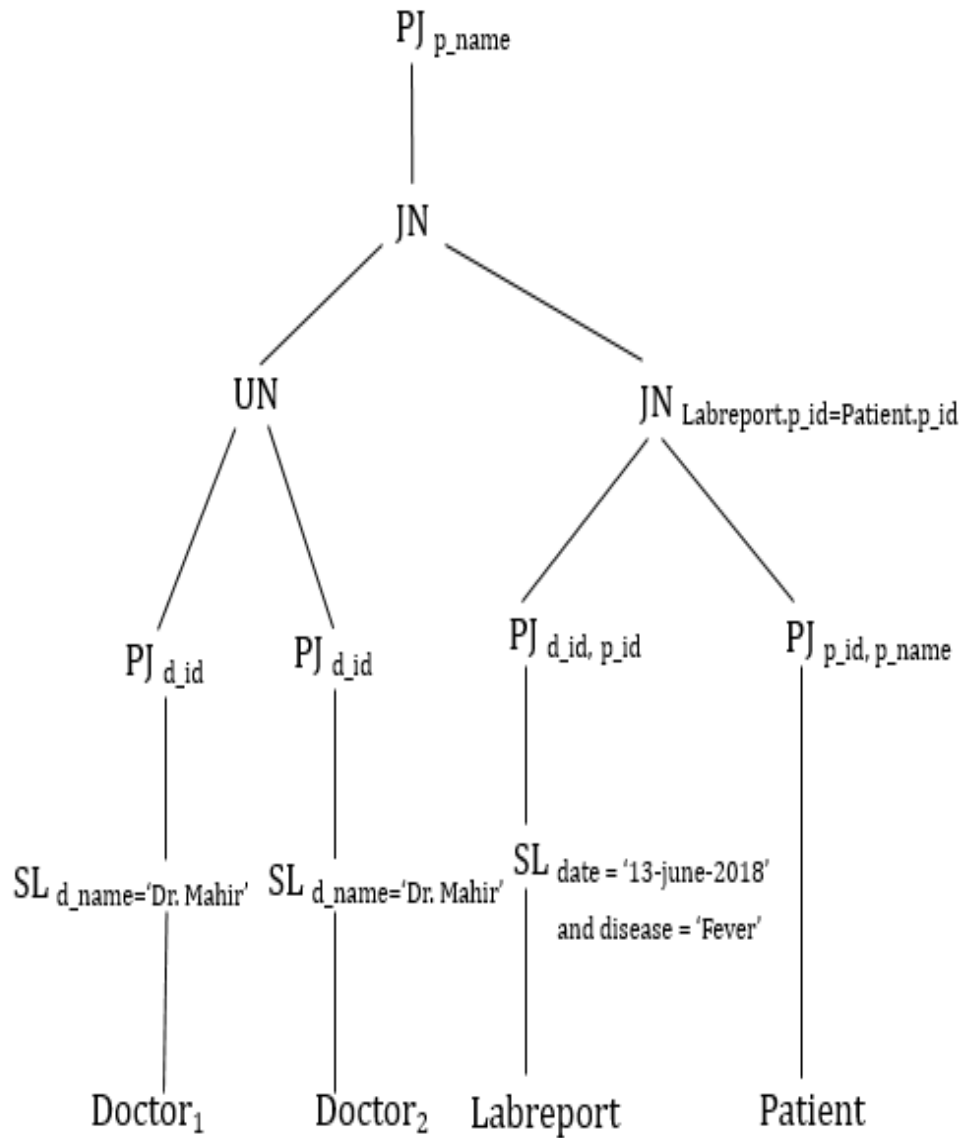 PJ p_name
JN
UN
JN Labreport.p_id=Patient.p_id
PJ d_id
PJ d_id
PJ d_id, p_id
PJ p_id, p_name
SL d_name='Dr. Mahir'
SL d_name='Dr. Mahir'
SL date = '13-june-2018'
and disease = 'Fever'
Doctor₁
Doctor₂
Labreport
Patient